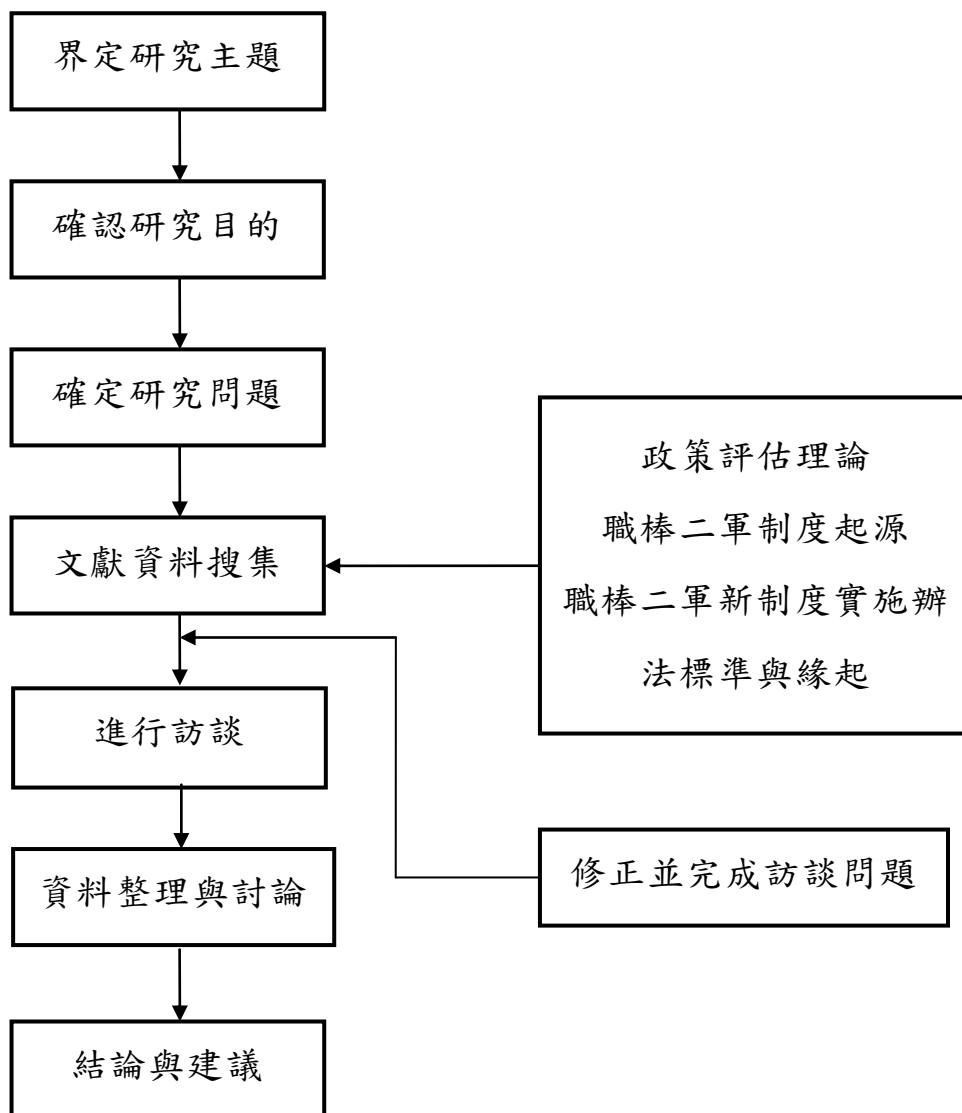 界定研究主題
確認研究目的
確定研究問題
文獻資料搜集
政策評估理論
職棒二軍制度起源
職棒二軍新制度實施辦
法標準與緣起
進行訪談
修正並完成訪談問題
資料整理與討論
結論與建議